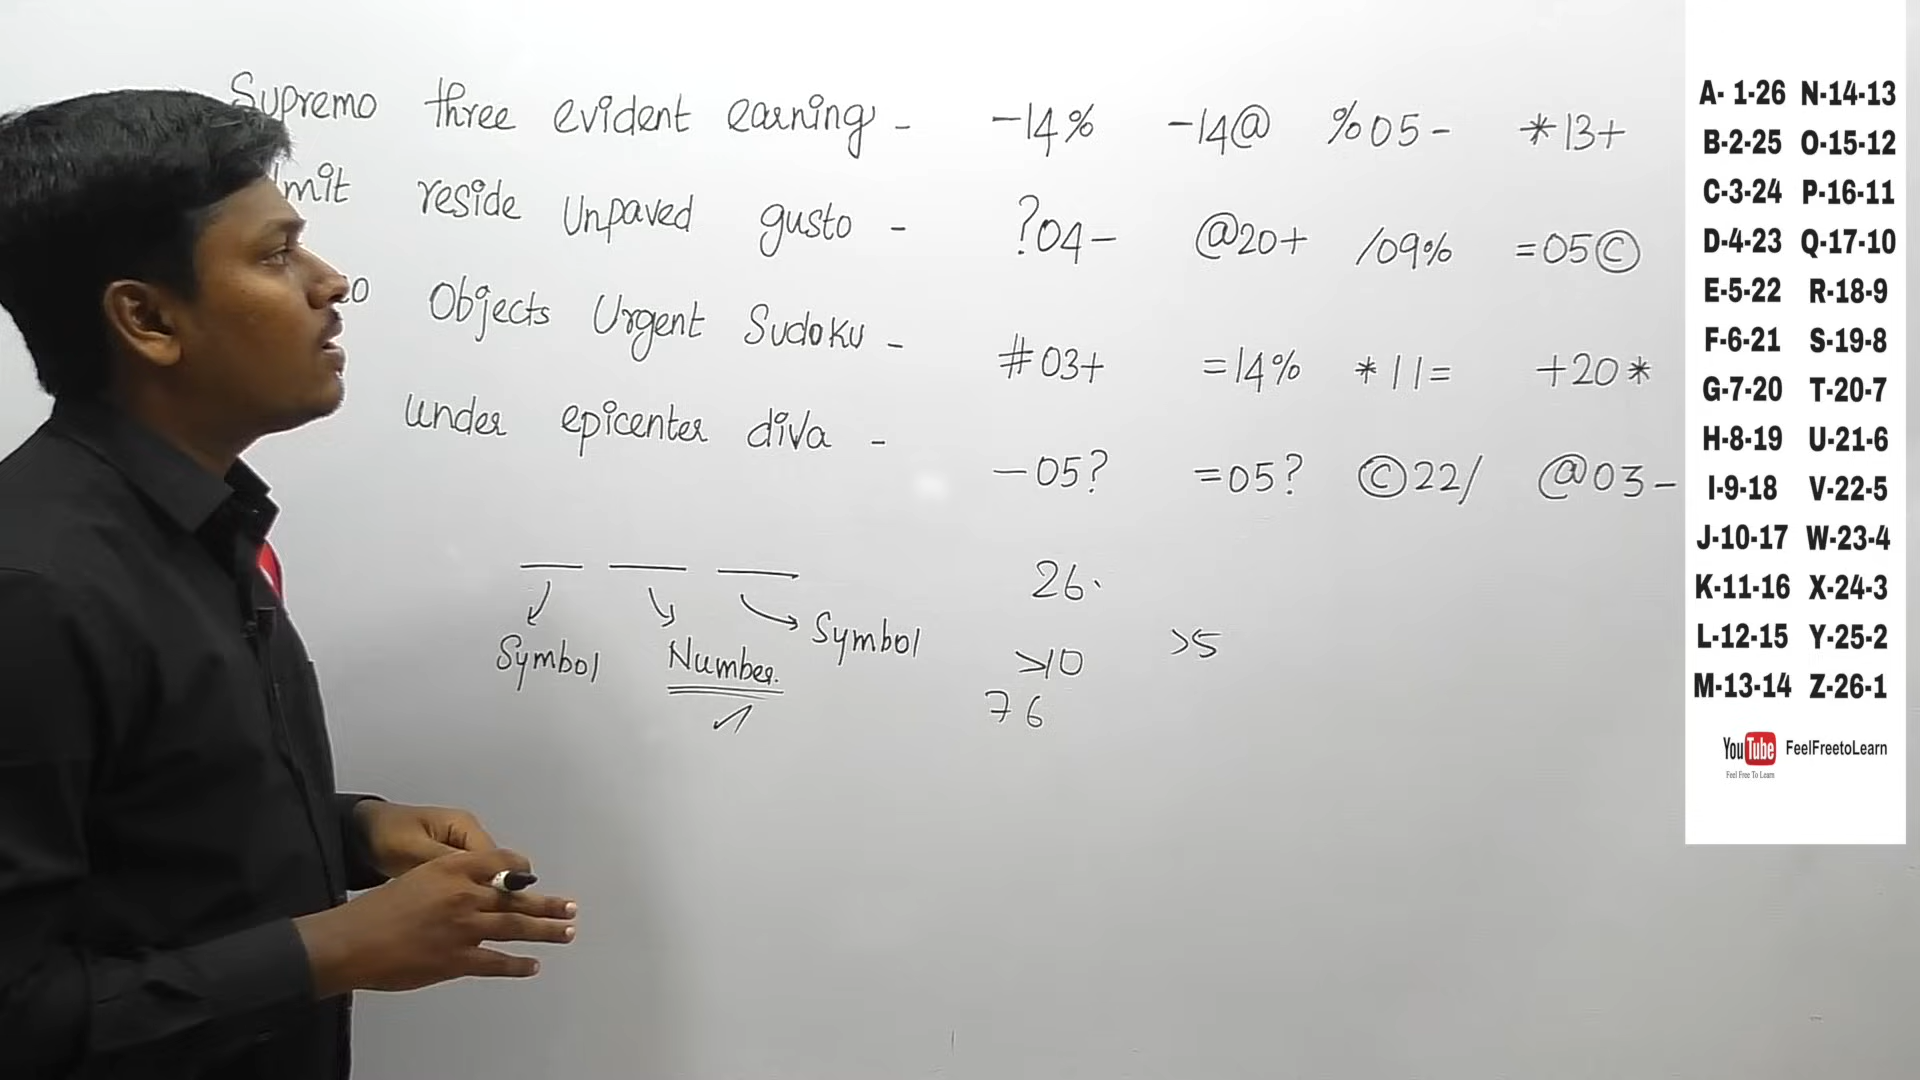 Supremo three evident earning - -14% -14@ %05- *13+
reside Unpaved gusto - ?04- @20+ /09% =05©
Objects Urgent Sudoku - #03+ =14% *11= +20*
under epicenter diva - -05? =05? ©22/ @03-
26.
Symbol Number. Symbol >10 >5
76
A- 1-26 N-14-13
B-2-25 O-15-12
C-3-24 P-16-11
D-4-23 Q-17-10
E-5-22 R-18-9
F-6-21 S-19-8
G-7-20 T-20-7
H-8-19 U-21-6
I-9-18 V-22-5
J-10-17 W-23-4
K-11-16 X-24-3
L-12-15 Y-25-2
M-13-14 Z-26-1
YouTube FeelFreetoLearn
Feel Free To Learn